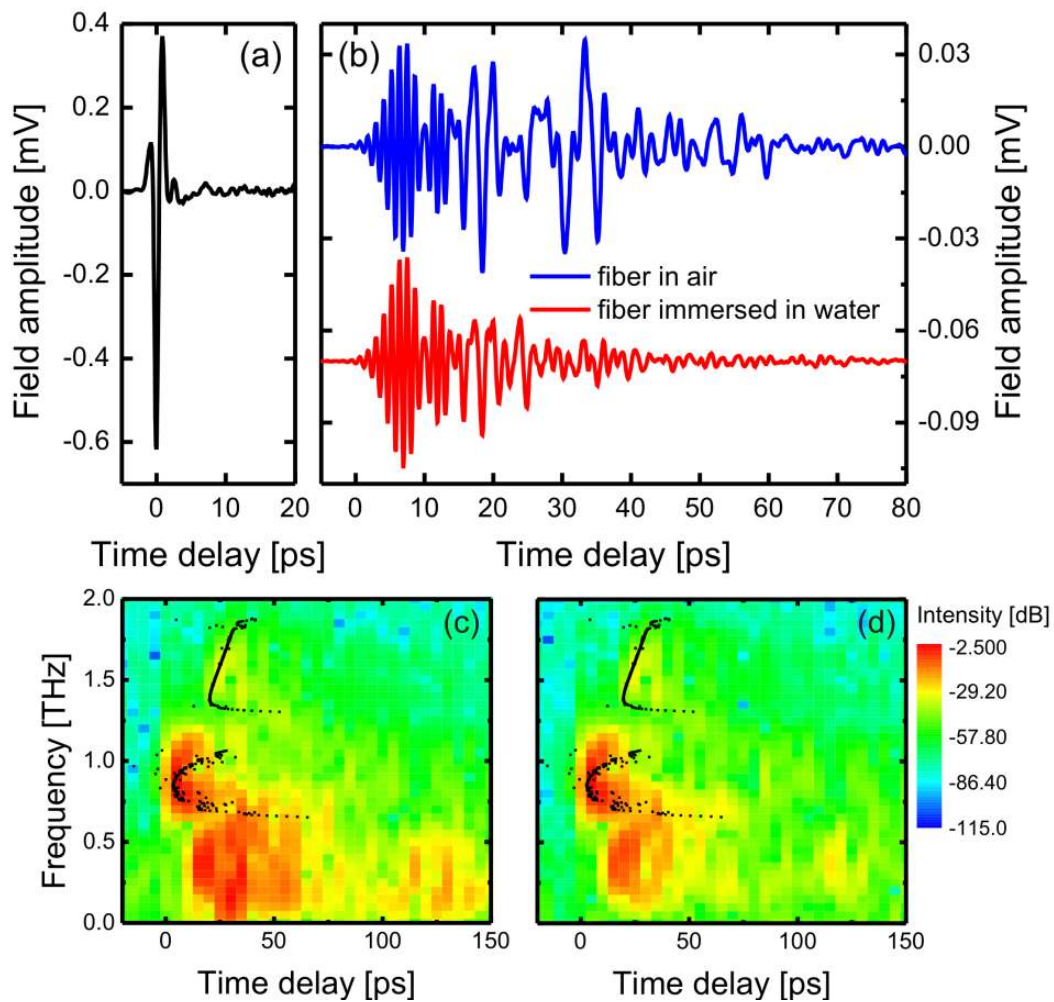 (a)
0.4
0.2
0.0
-0.2
-0.4
-0.6
Field amplitude [mV]
0 20
Time delay [ps]
(b)
fiber in air
fiber immersed in water
0.03
0.00
-0.03
-0.06
-0.09
Field amplitude [mV]
0 10 20 30 40 50 60 70 80
Time delay [ps]
(c)
2.0
1.5
1.0
0.5
0.0
Frequency [THz]
0 50 100 150
Time delay [ps]
(d)
0 50 100 150
Time delay [ps]
Intensity [dB]
-2.500
-29.20
-57.80
-86.40
-115.0